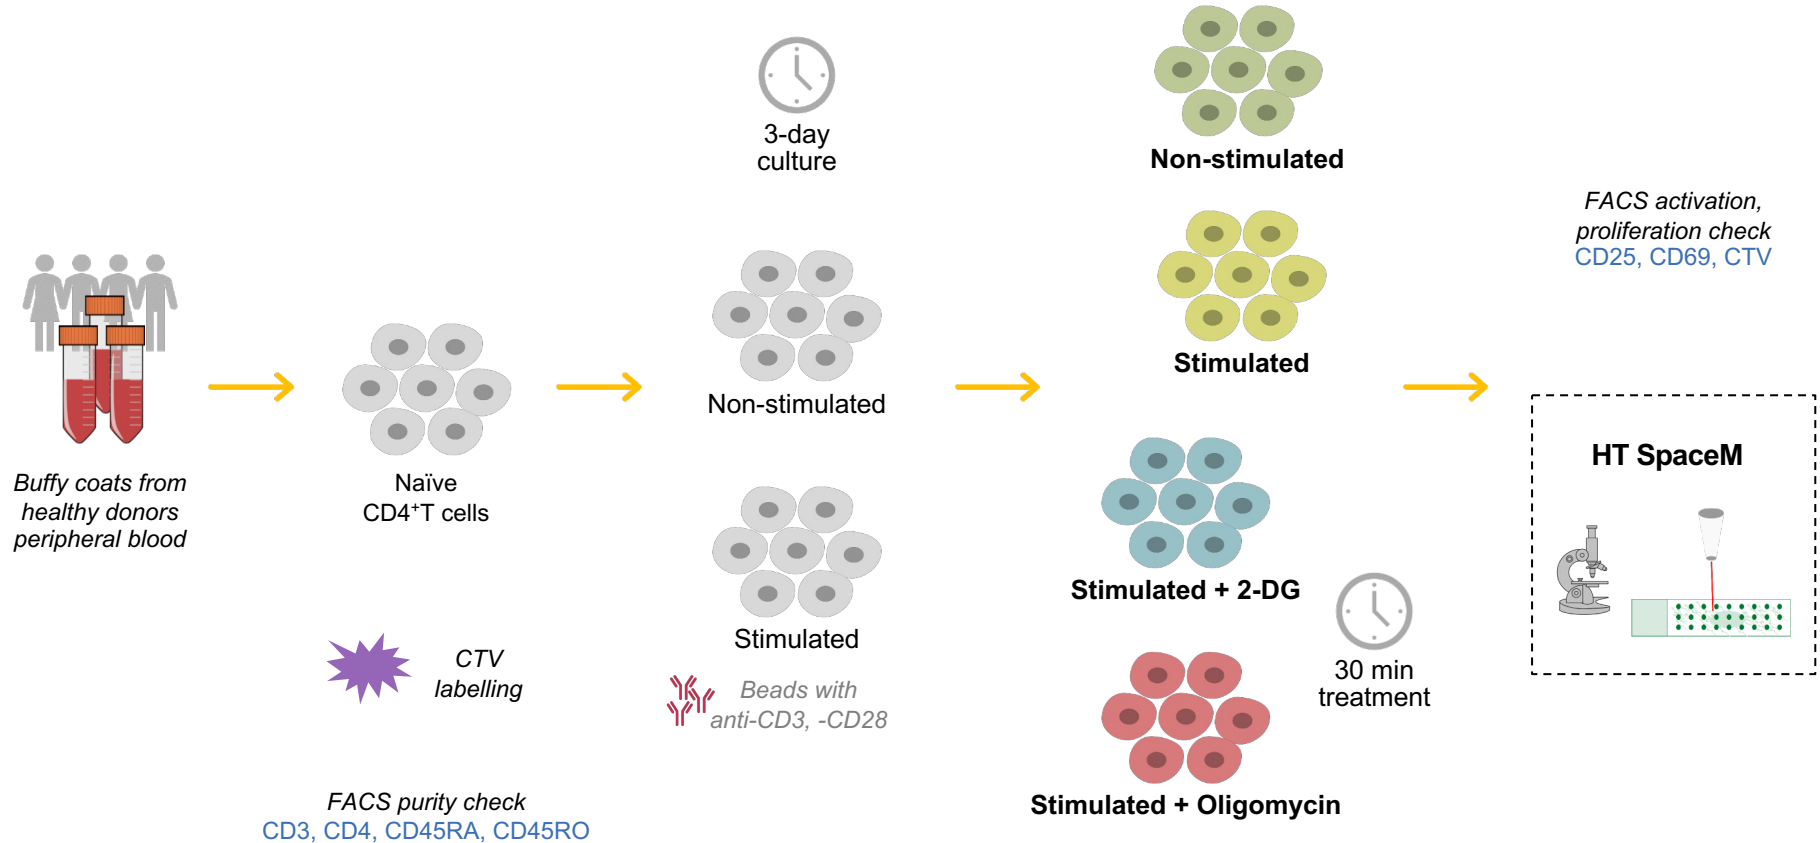 Buffy coats from
healthy donors
peripheral blood
Naïve
CD4⁺T cells
CTV
labelling
FACS purity check
CD3, CD4, CD45RA, CD45RO
3-day
culture
Non-stimulated
Stimulated
Beads with
anti-CD3, -CD28
Non-stimulated
Stimulated
Stimulated + 2-DG
Stimulated + Oligomycin
30 min
treatment
FACS activation,
proliferation check
CD25, CD69, CTV
HT SpaceM